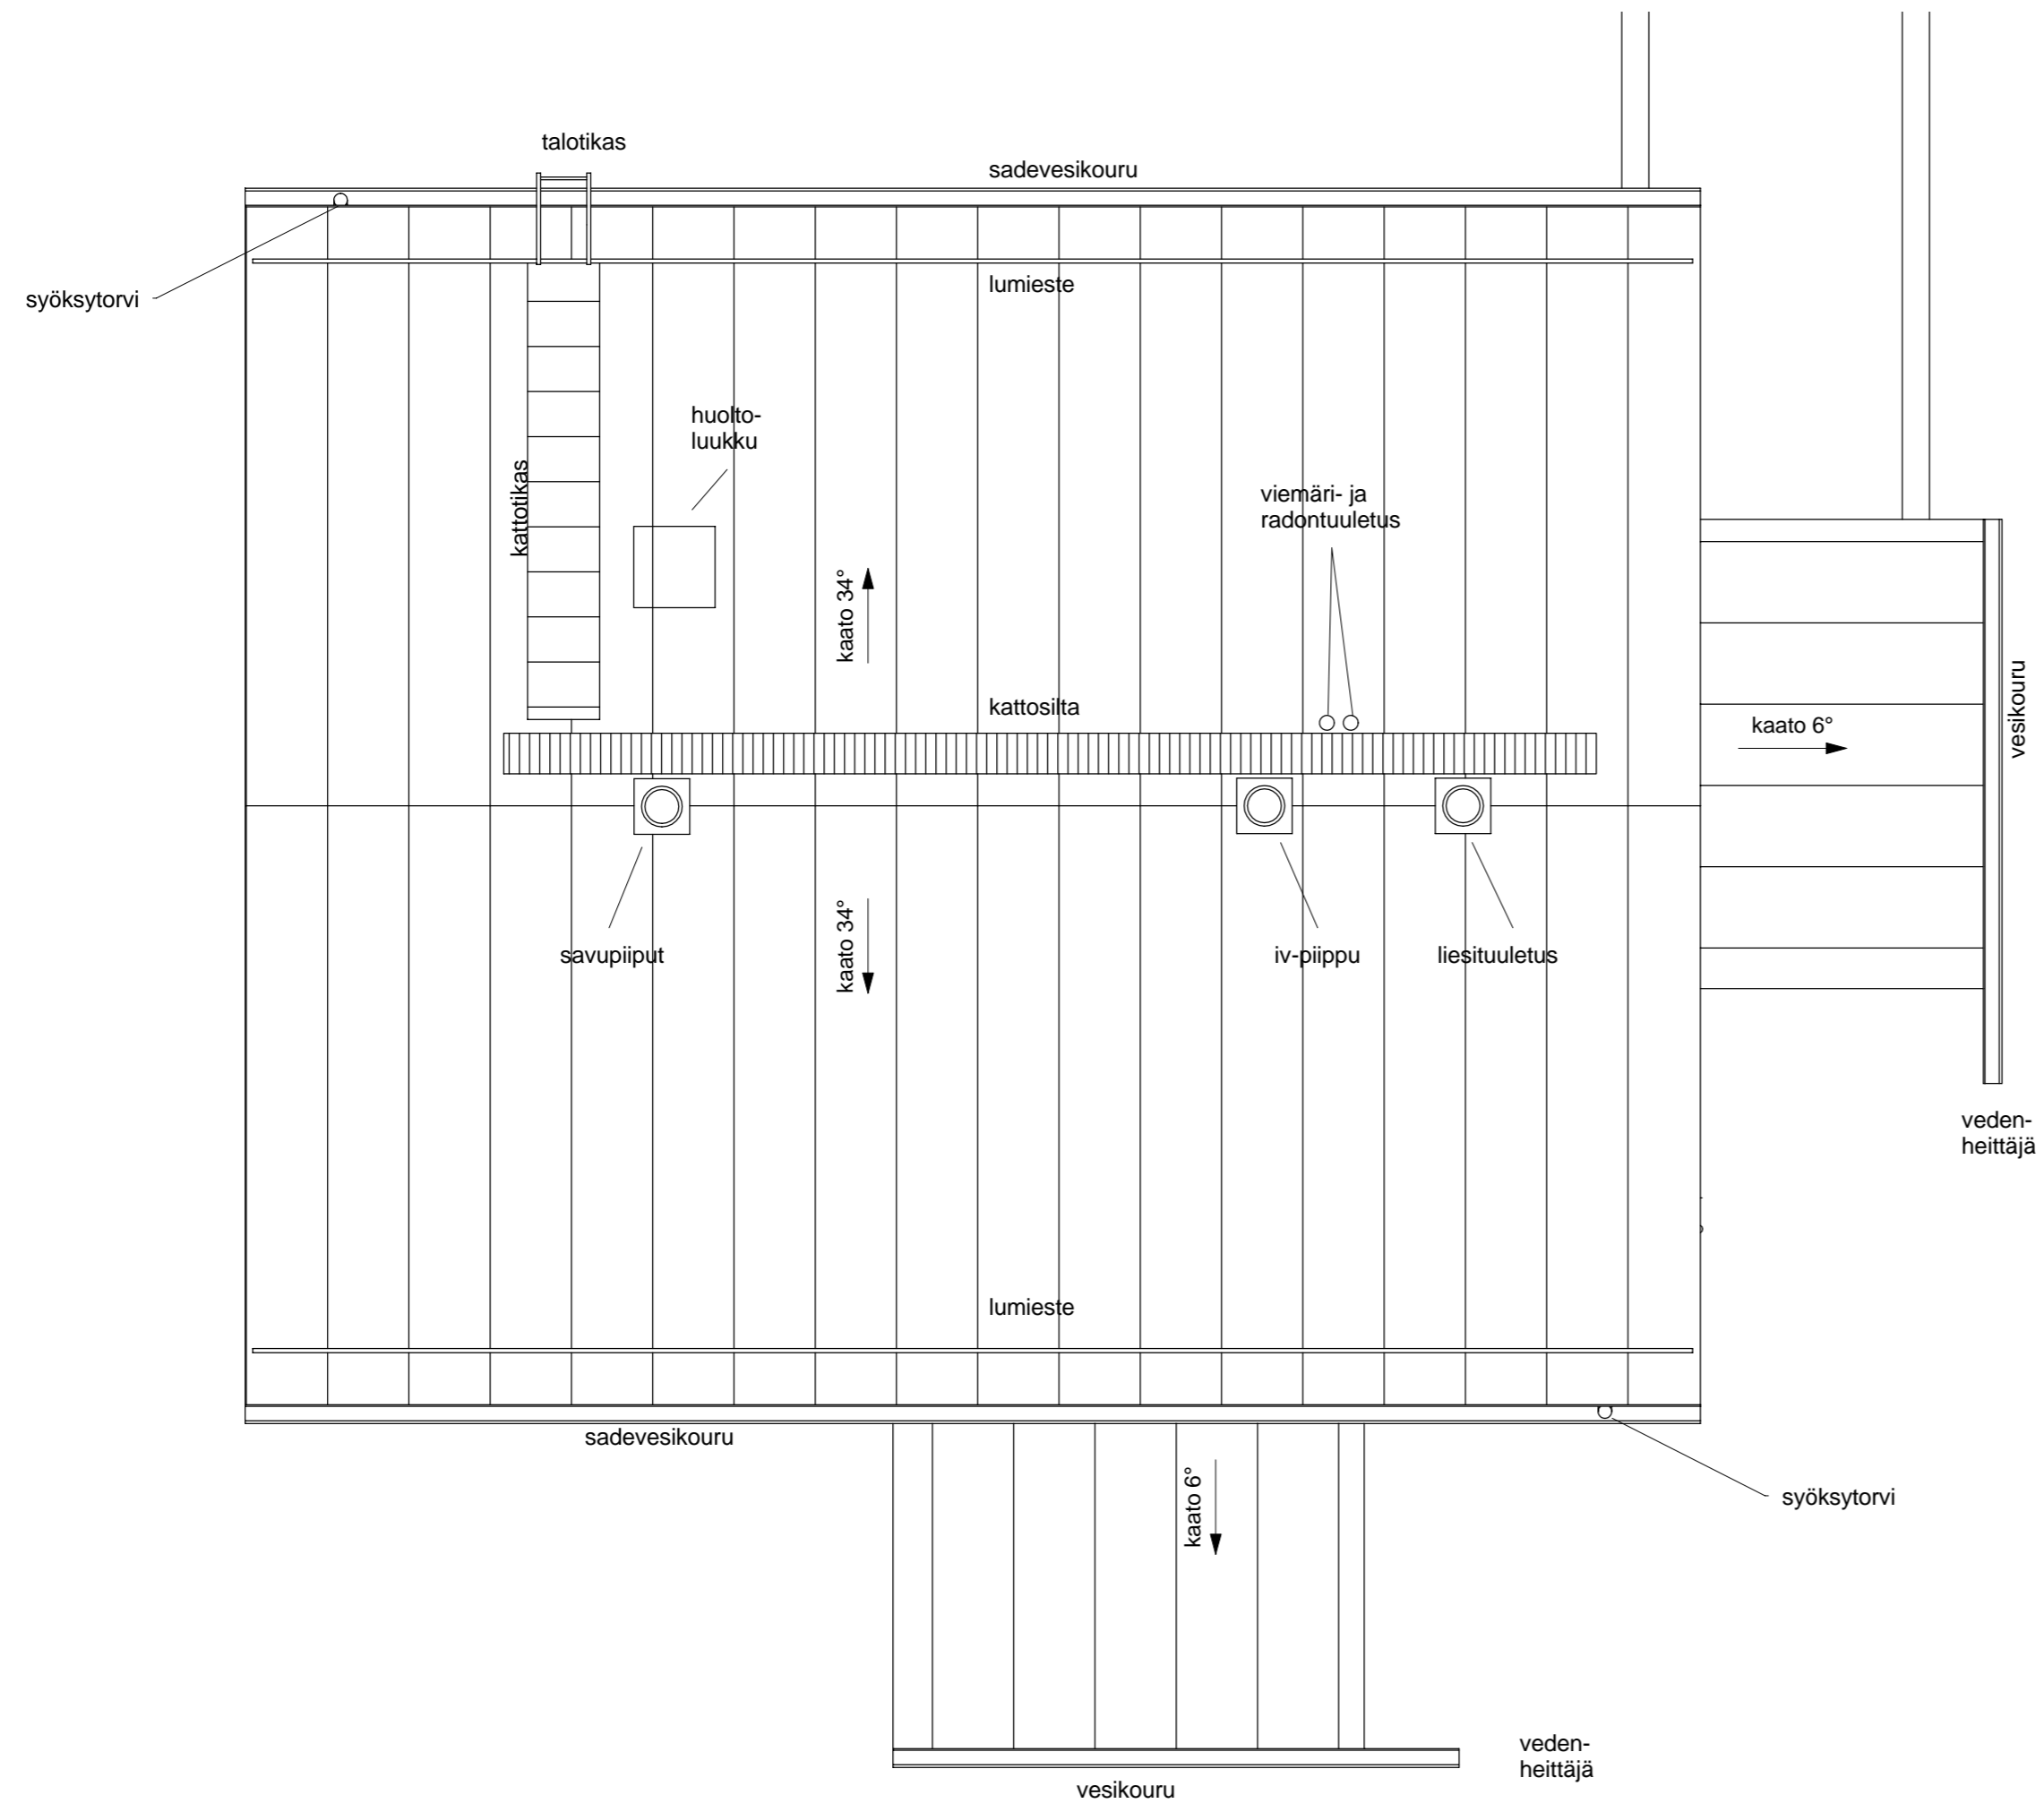 talotikas
sadevesikouru
syöksytorvi
lumieste
huolto-
luukku
kattotikas
viemäri- ja
radontuuletus
kaato 34°
kattosilta
kaato 6°
vesikouru
kaato 34°
savupiiput
iv-piippu
liesituuletus
veden-
heittäjä
lumieste
sadevesikouru
kaato 6°
syöksytorvi
veden-
heittäjä
vesikouru